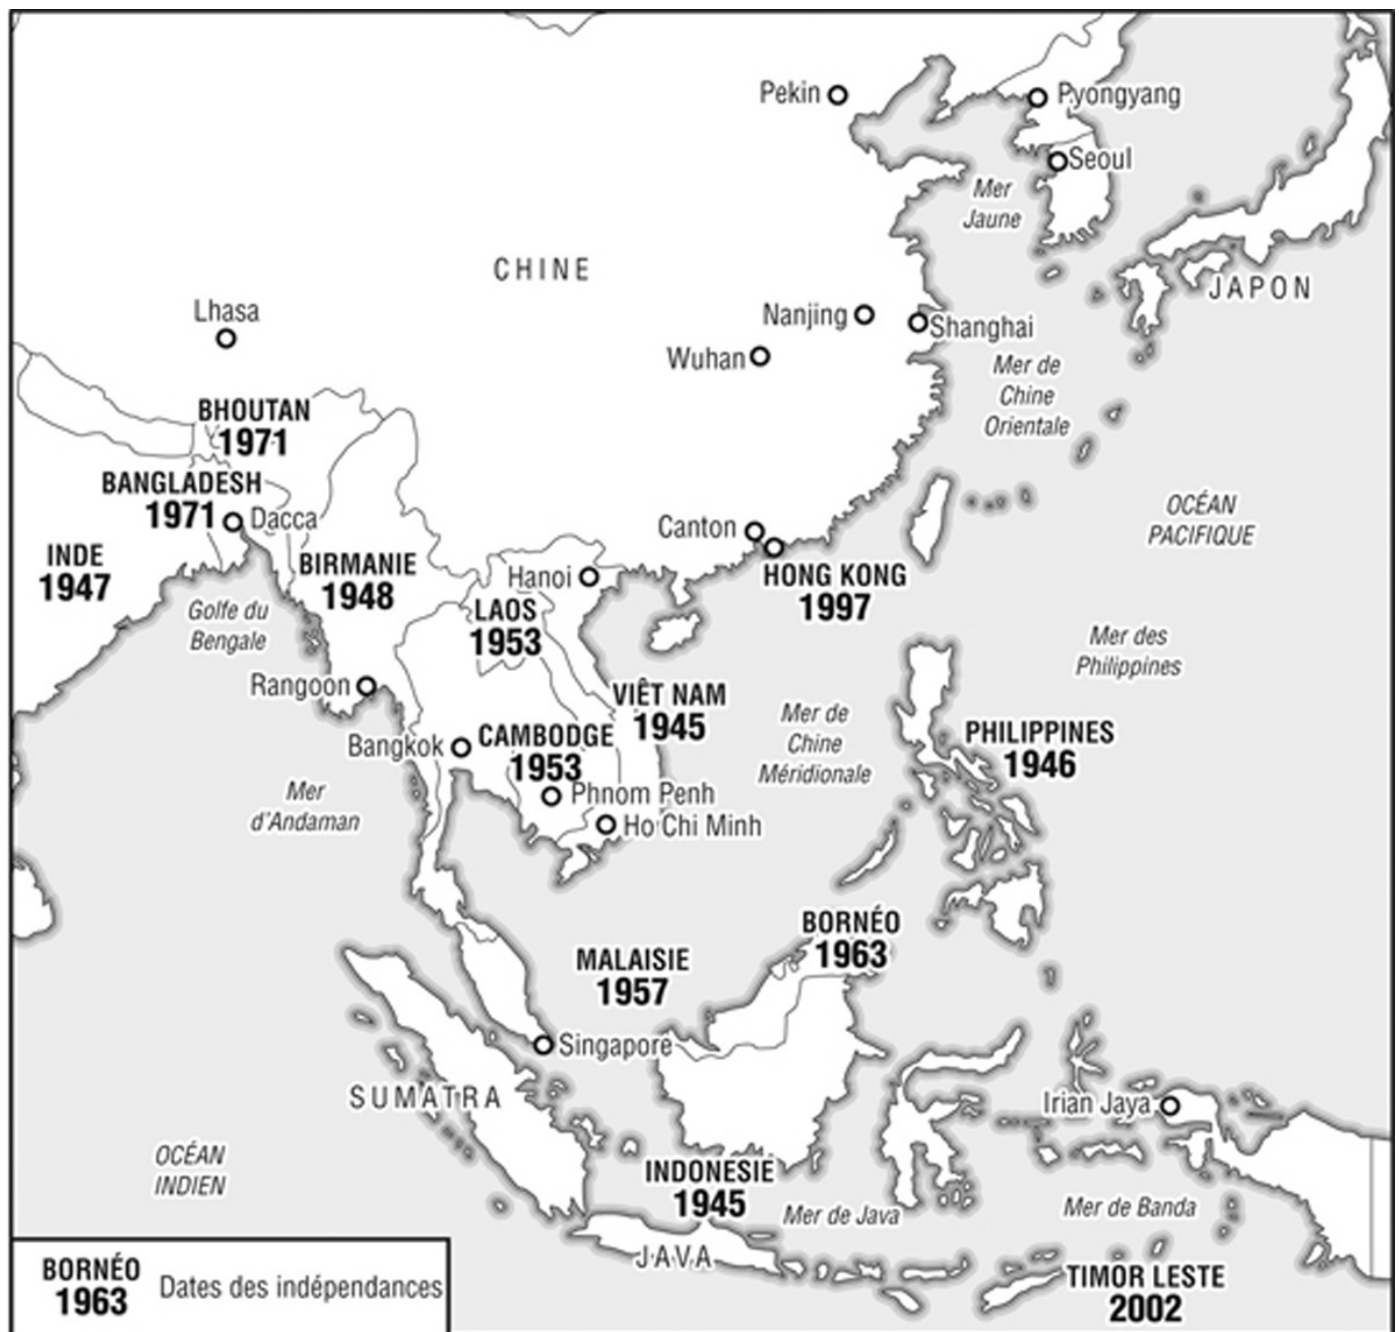 Pekin
Pyongyang
Seoul
Mer
Jaune
CHINE
JAPON
Lhasa
Nanjing
Shanghai
Wuhan
Mer de
Chine
Orientale
BHOUTAN
1971
BANGLADESH
1971
Dacca
OCÉAN
PACIFIQUE
Canton
INDE
1947
BIRMANIE
1948
Hanoi
HONG KONG
1997
LAOS
1953
Golfe du
Bengale
Mer des
Philippines
Rangoon
VIÊT NAM
1945
Mer de
Chine
Méridionale
Bangkok
CAMBODGE
1953
PHILIPPINES
1946
Phnom Penh
Ho Chi Minh
Mer
d'Andaman
BORNÉO
1963
MALAISIE
1957
Singapore
SUMATRA
Irian Jaya
OCÉAN
INDIEN
INDONESIE
1945
Mer de Java
Mer de Banda
JAVA
TIMOR LESTE
2002
BORNÉO
1963
Dates des indépendances